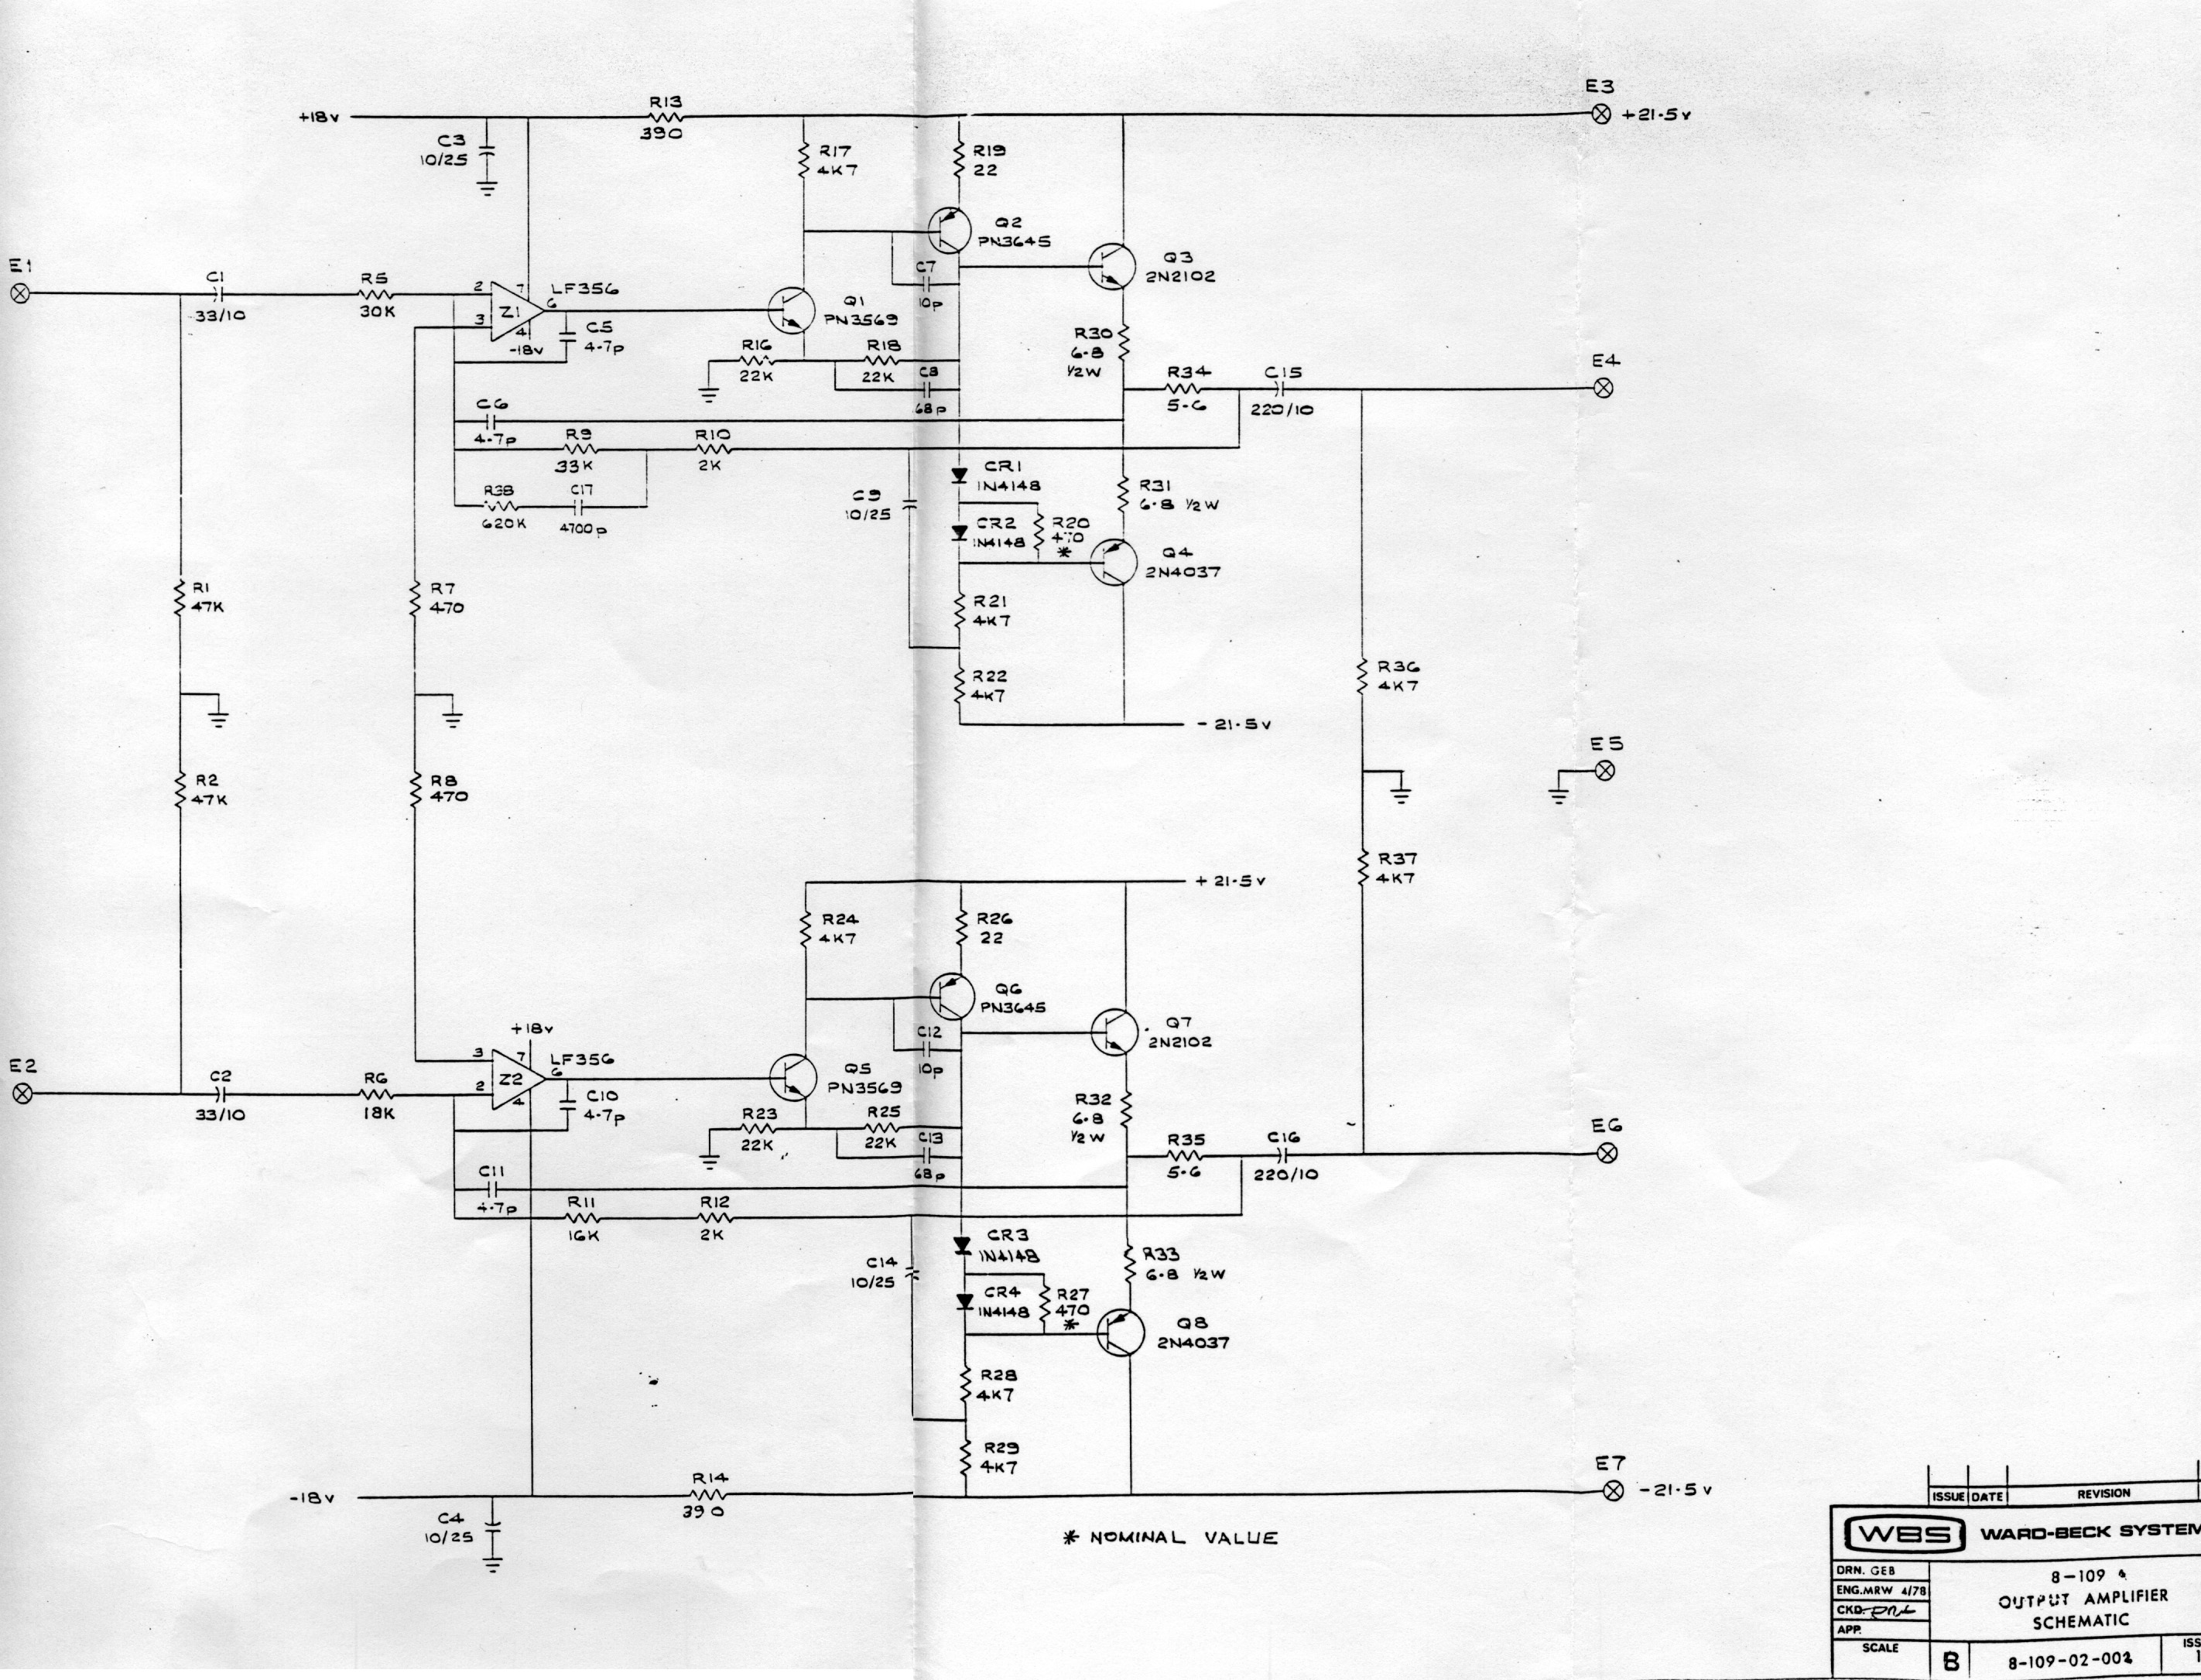 E3
+21.5v
+18v
R13
390
C3
10/25
R17
4K7
R19
22
Q2
PN3645
E1
C1
33/10
R5
30K
2
7
LF356
6
Z1
3
4
-18v
C5
4.7p
Q1
PN3569
C7
10p
Q3
2N2102
R16
22K
R18
22K
C8
68p
R30
6.8
½W
R34
5.6
C15
220/10
E4
C6
4.7p
R9
33K
R10
2K
R38
620K
C17
4700p
C9
10/25
CR1
1N4148
CR2
1N4148
R20
470
*
R31
6.8 ½W
Q4
2N4037
R1
47K
R7
470
R21
4K7
R22
4K7
- 21.5v
R36
4K7
E5
R2
47K
R8
470
R37
4K7
+ 21.5v
R24
4K7
R26
22
Q6
PN3645
E2
C2
33/10
R6
18K
+18v
3
7
LF356
6
Z2
2
4
C10
4.7p
Q5
PN3569
C12
10p
Q7
2N2102
R23
22K
R25
22K
C13
68p
R32
6.8
½W
R35
5.6
C16
220/10
E6
C11
4.7p
R11
16K
R12
2K
C14
10/25
CR3
1N4148
CR4
1N4148
R27
470
*
R33
6.8 ½W
Q8
2N4037
R28
4K7
R29
4K7
-18v
R14
390
C4
10/25
E7
-21.5v
* NOMINAL VALUE
ISSUE DATE REVISION
WBS WARD-BECK SYSTEM
DRN. GEB
ENG. MRW 4/78
CKD.
APP.
SCALE
8-109
OUTPUT AMPLIFIER
SCHEMATIC
B
8-109-02-002
ISS
1